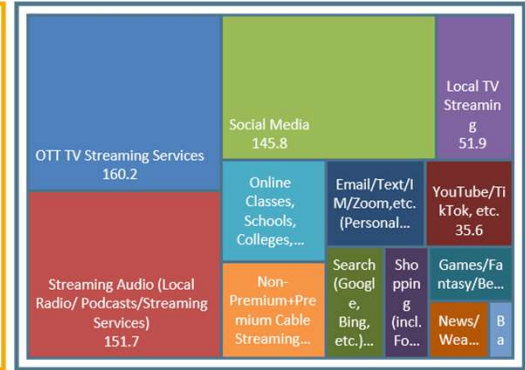 OTT TV Streaming Services
160.2
Streaming Audio (Local
Radio/ Podcasts/Streaming
Services)
151.7
Social Media
145.8
Local TV
Streamin
g
51.9
Online
Classes,
Schools,
Colleges,...
Email/Text/I
M/Zoom,etc.
(Personal...
YouTube/Ti
kTok, etc.
35.6
Non-
Premium+Pre
mium Cable
Streaming...
Search
(Googl
e,
Bing,
etc.)...
Sho
ppin
g
(incl.
Fo...
Games/Fa
ntasy/Be...
News/
Wea...
B
a